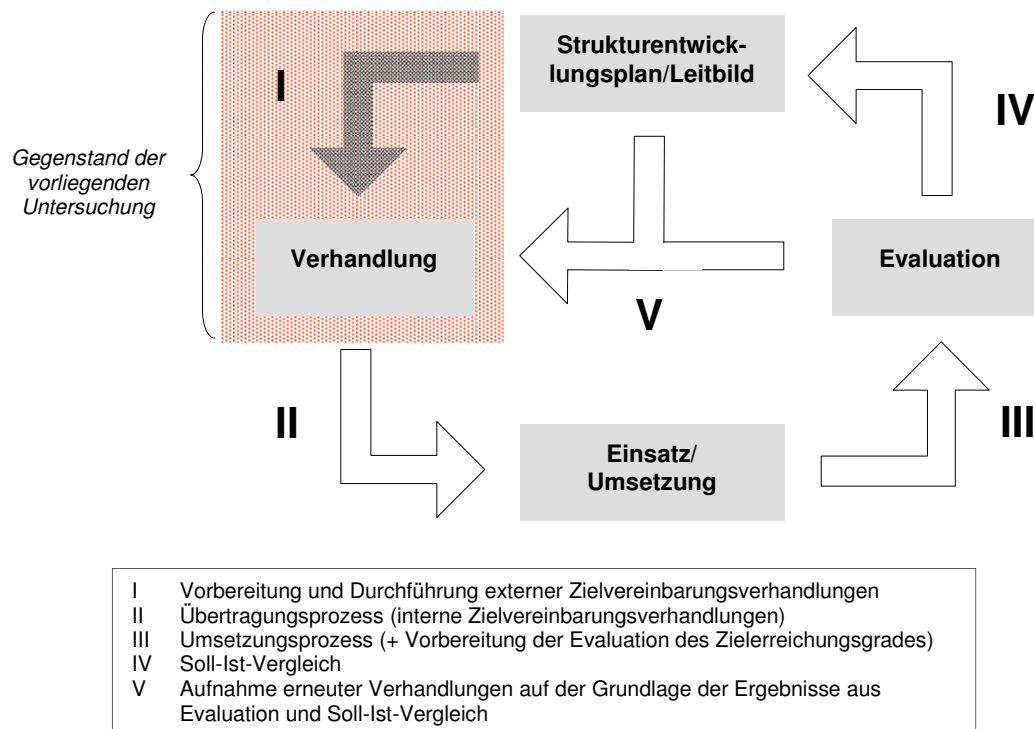 Strukturentwick-
lungsplan/Leitbild
I
IV
Gegenstand der
vorliegenden
Untersuchung
Verhandlung
Evaluation
V
II
III
Einsatz/
Umsetzung
I Vorbereitung und Durchführung externer Zielvereinbarungsverhandlungen
II Übertragungsprozess (interne Zielvereinbarungsverhandlungen)
III Umsetzungsprozess (+ Vorbereitung der Evaluation des Zielerreichungsgrades)
IV Soll-Ist-Vergleich
V Aufnahme erneuter Verhandlungen auf der Grundlage der Ergebnisse aus
Evaluation und Soll-Ist-Vergleich